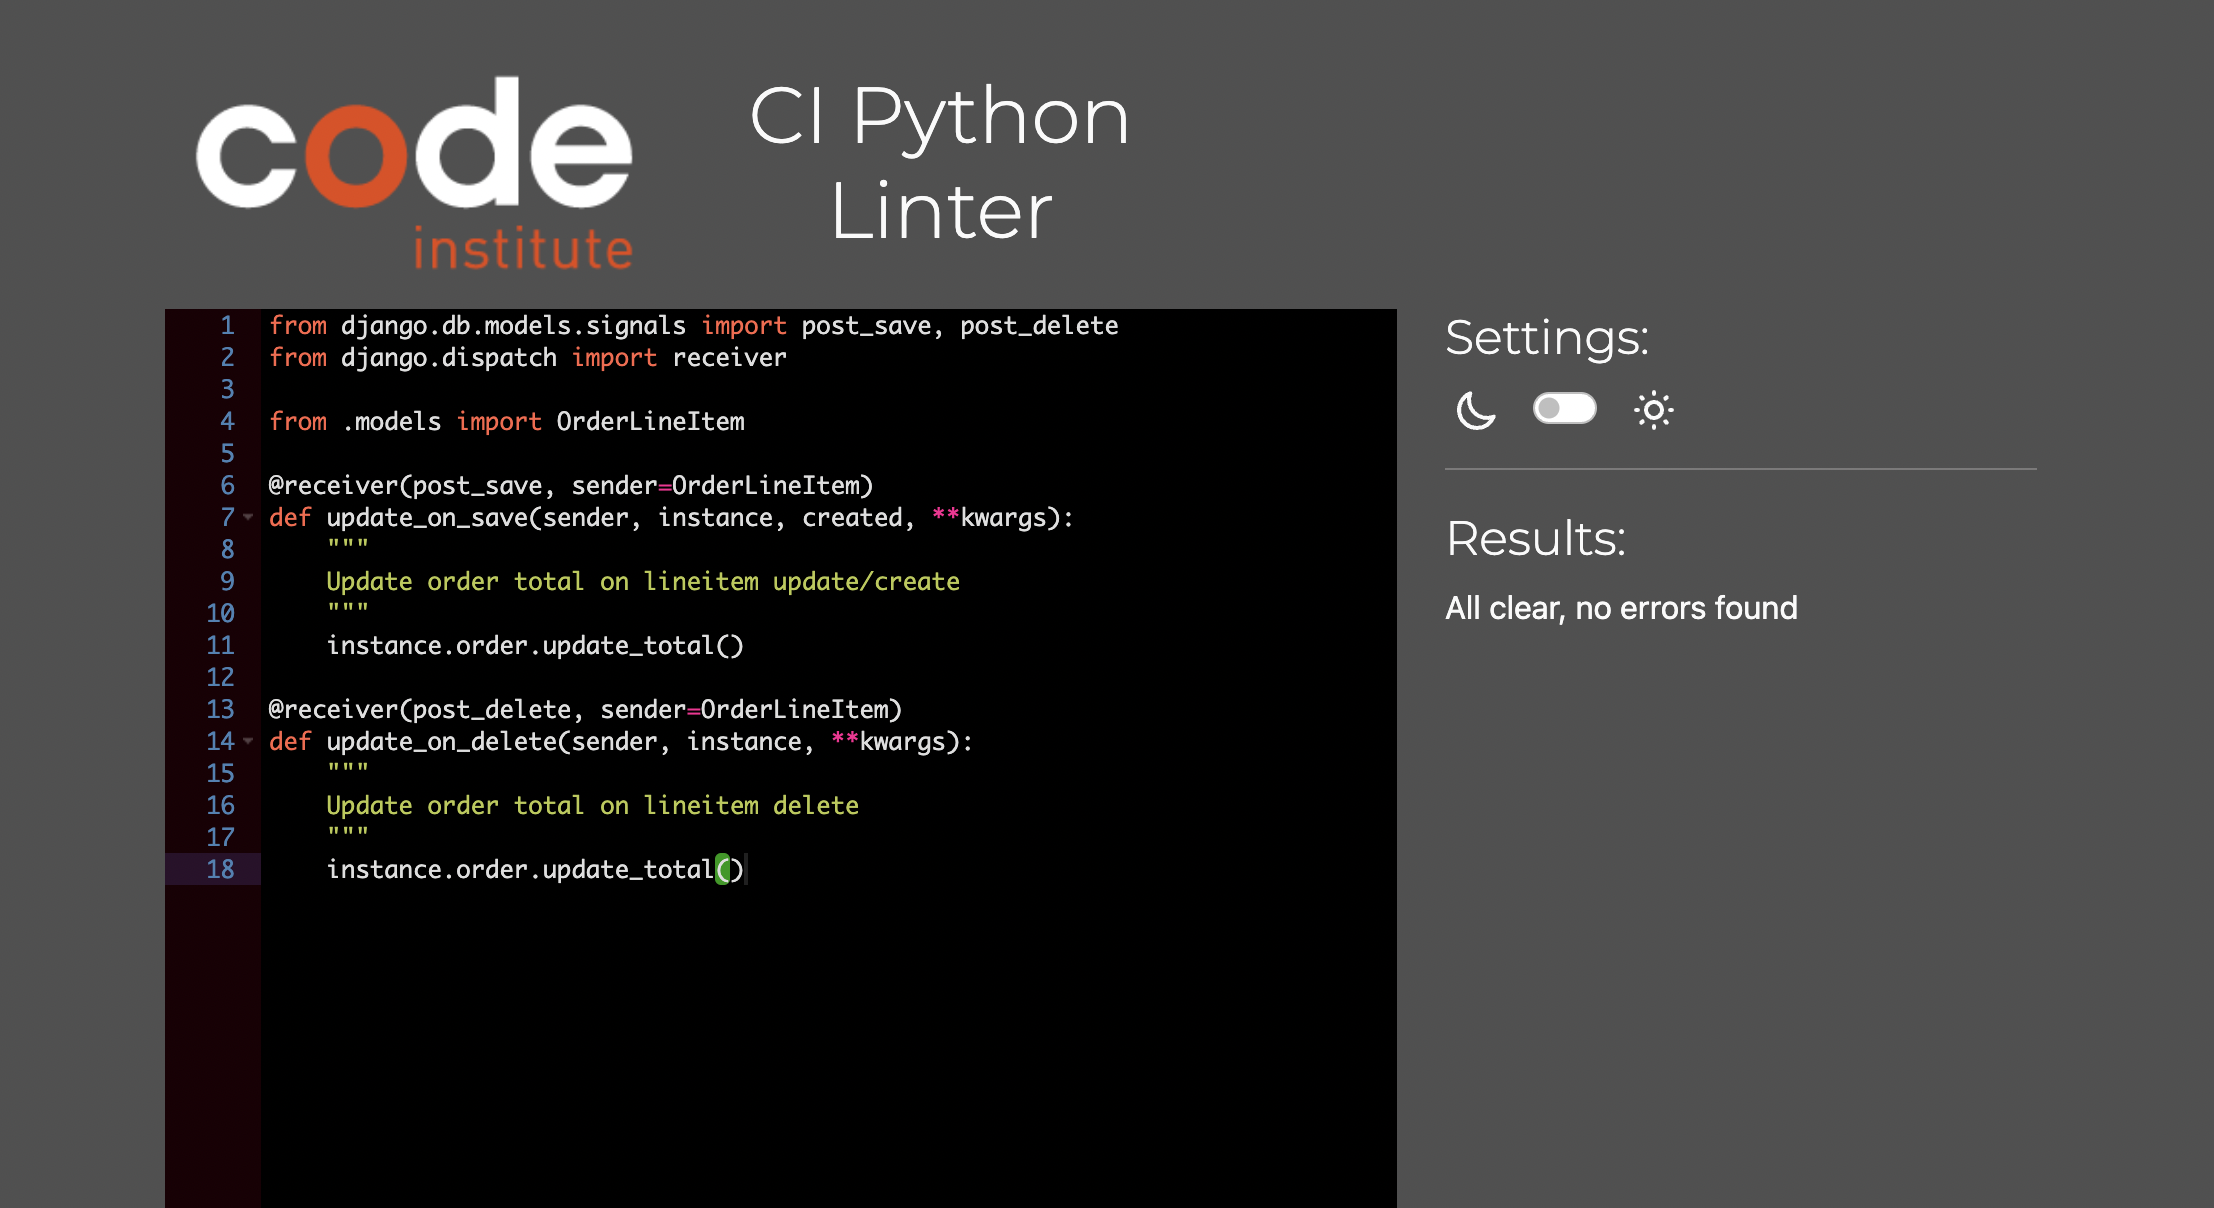 code
institute
CI Python
Linter
1 from django.db.models.signals import post_save, post_delete
2 from django.dispatch import receiver
3
4 from .models import OrderLineItem
5
6 @receiver(post_save, sender=OrderLineItem)
7 def update_on_save(sender, instance, created, **kwargs):
8     """
9     Update order total on lineitem update/create
10     """
11     instance.order.update_total()
12
13 @receiver(post_delete, sender=OrderLineItem)
14 def update_on_delete(sender, instance, **kwargs):
15     """
16     Update order total on lineitem delete
17     """
18     instance.order.update_total()
Settings:
Results:
All clear, no errors found